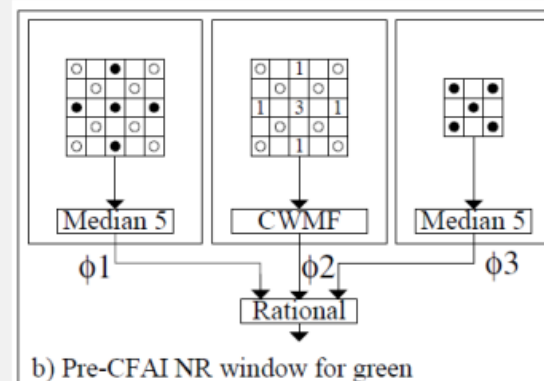 1
1 3 1
1
Median 5
CWMF
Median 5
ϕ1
ϕ2
ϕ3
Rational
b) Pre-CFAI NR window for green